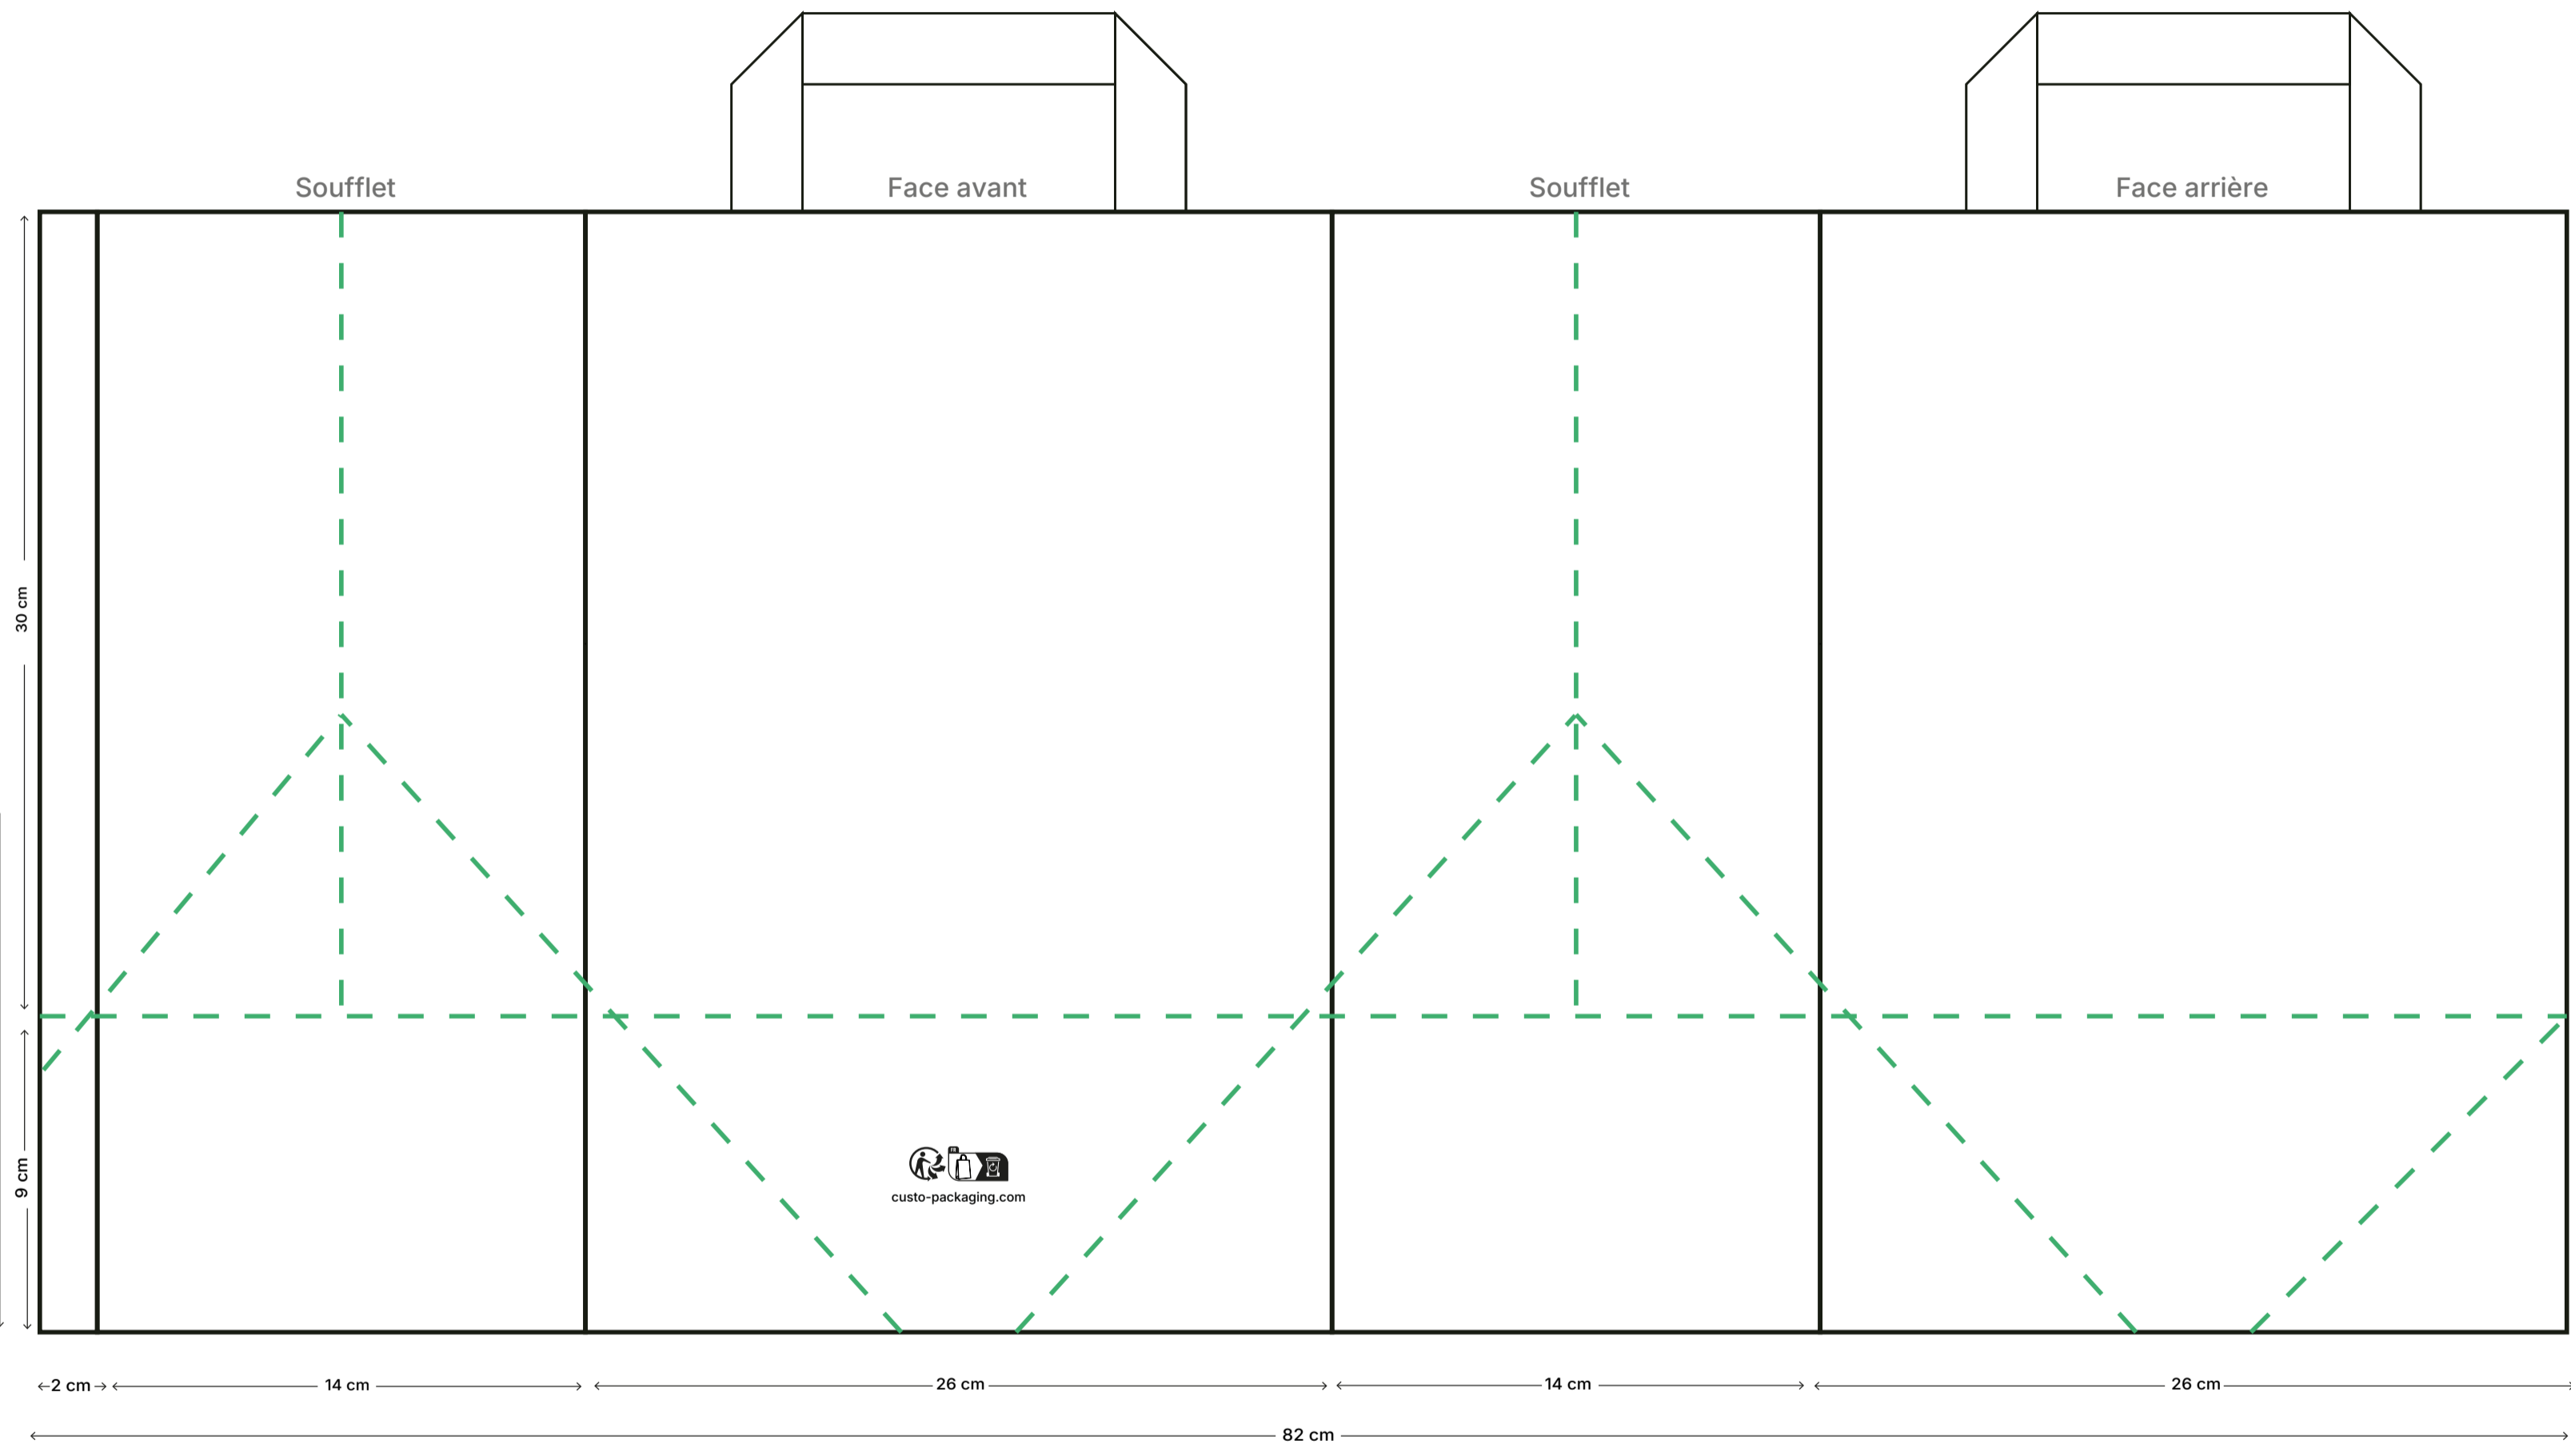 Soufflet
Face avant
Soufflet
Face arrière
30 cm
9 cm
FR
custo-packaging.com
2 cm
14 cm
26 cm
14 cm
26 cm
82 cm